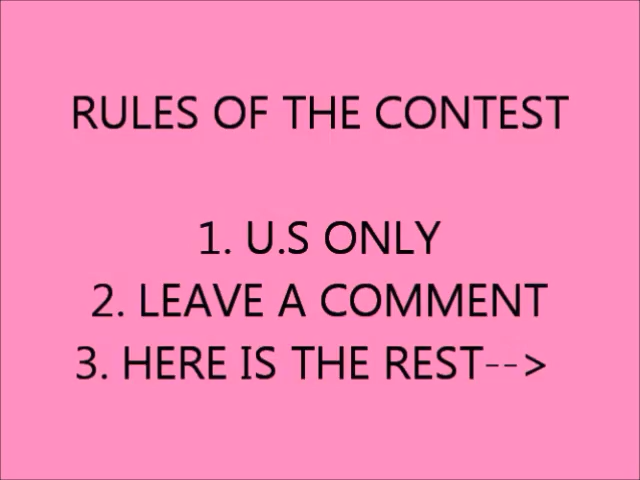 RULES OF THE CONTEST
1. U.S ONLY
2. LEAVE A COMMENT
3. HERE IS THE REST-->